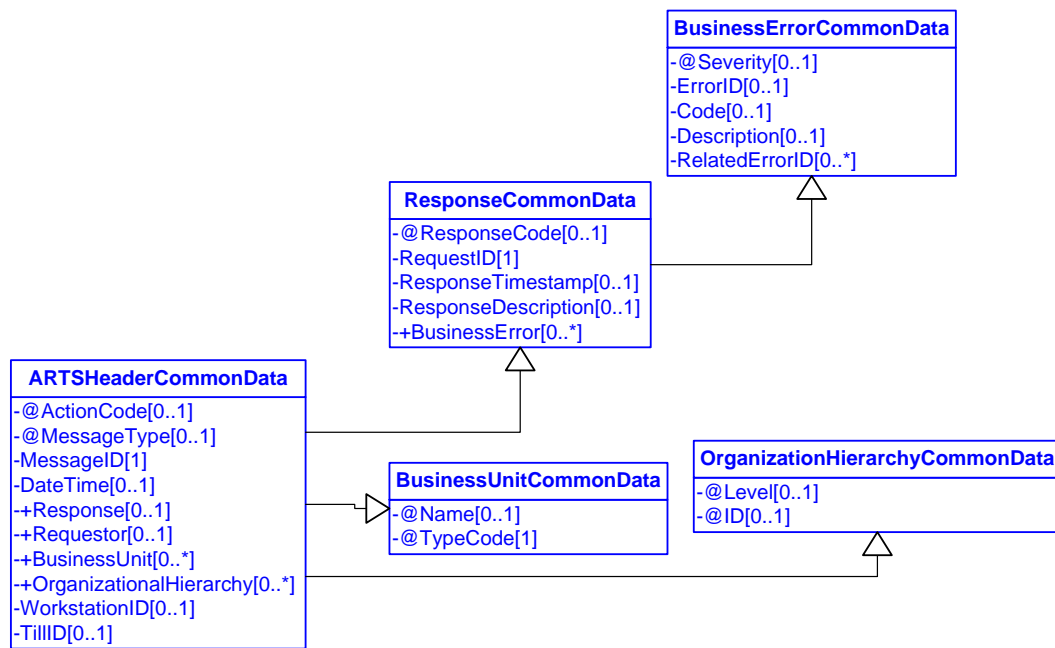 BusinessErrorCommonData
-@Severity[0..1]
-ErrorID[0..1]
-Code[0..1]
-Description[0..1]
-RelatedErrorID[0..*]
ResponseCommonData
-@ResponseCode[0..1]
-RequestID[1]
-ResponseTimestamp[0..1]
-ResponseDescription[0..1]
-+BusinessError[0..*]
ARTSHeaderCommonData
-@ActionCode[0..1]
-@MessageType[0..1]
-MessageID[1]
-DateTime[0..1]
-+Response[0..1]
-+Requestor[0..1]
-+BusinessUnit[0..*]
-+OrganizationalHierarchy[0..*]
-WorkstationID[0..1]
-TillID[0..1]
BusinessUnitCommonData
-@Name[0..1]
-@TypeCode[1]
OrganizationHierarchyCommonData
-@Level[0..1]
-@ID[0..1]